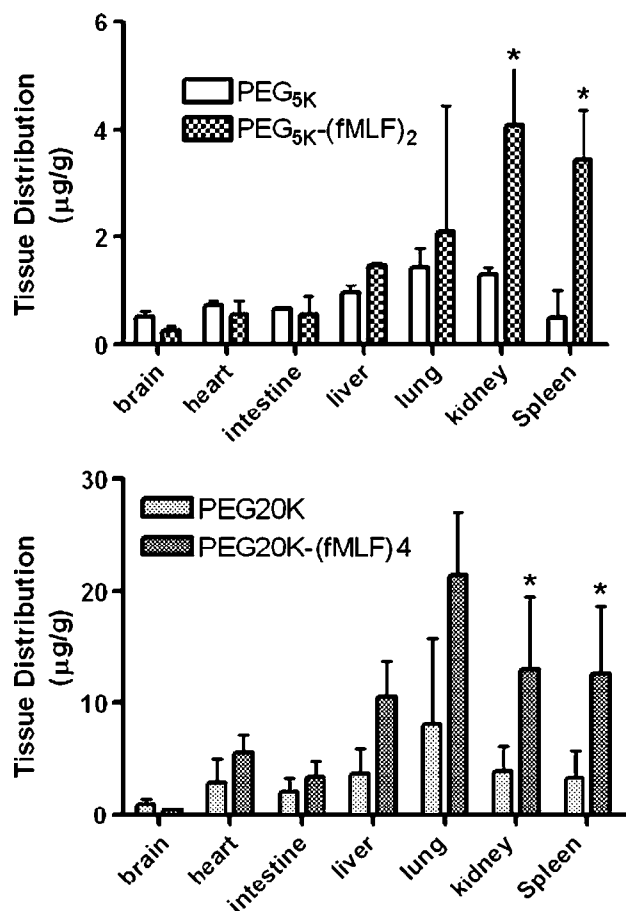 6
4
2
0
Tissue Distribution
(µg/g)
PEG5K
PEG5K-(fMLF)2
*
*
brain
heart
intestine
liver
lung
kidney
Spleen
30
20
10
0
Tissue Distribution
(µg/g)
PEG20K
PEG20K-(fMLF)4
*
*
brain
heart
intestine
liver
lung
kidney
Spleen